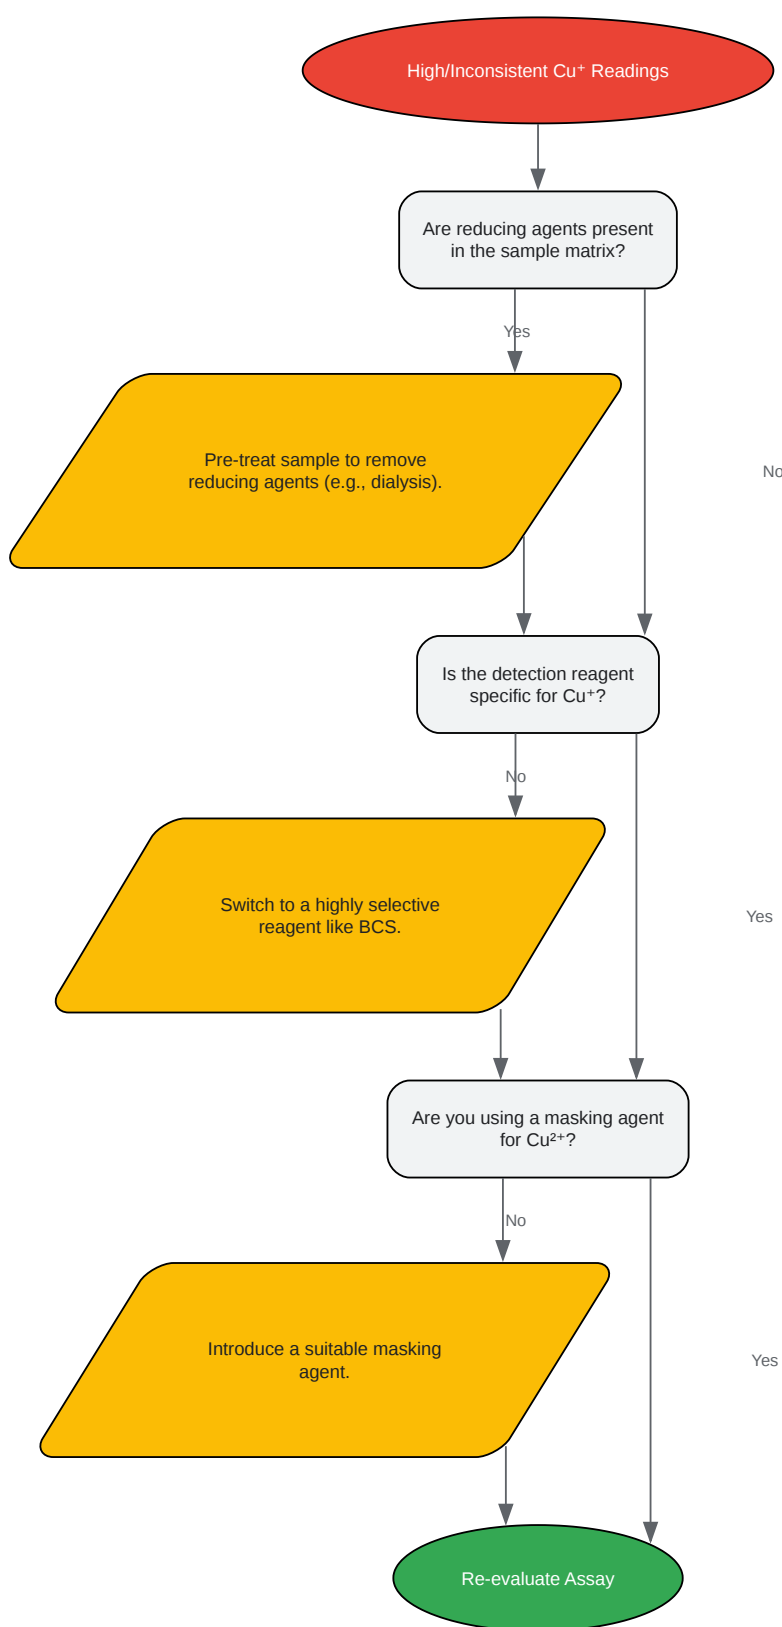 High/Inconsistent Cu⁺ Readings
Are reducing agents present
in the sample matrix?
Yes
Pre-treat sample to remove
reducing agents (e.g., dialysis).
No
Is the detection reagent
specific for Cu⁺?
No
Switch to a highly selective
reagent like BCS.
Yes
Are you using a masking agent
for Cu²⁺?
No
Introduce a suitable masking
agent.
Yes
Re-evaluate Assay